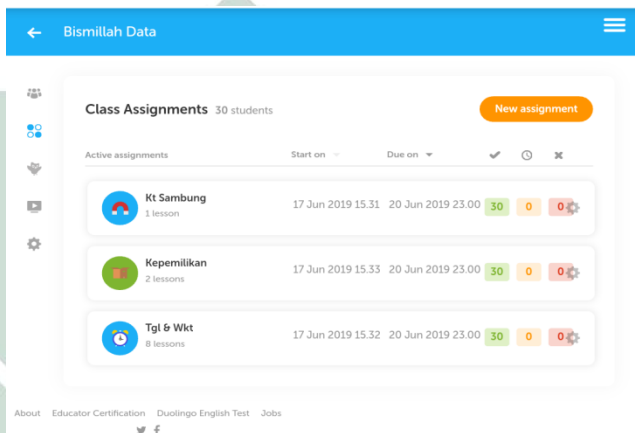 Bismillah Data
Class Assignments 30 students
New assignment
Active assignments Start on Due on
Kt Sambung
1 lesson
17 Jun 2019 15.31 20 Jun 2019 23.00 30 0 0
Kepemilikan
2 lessons
17 Jun 2019 15.33 20 Jun 2019 23.00 30 0 0
Tgl & Wkt
8 lessons
17 Jun 2019 15.32 20 Jun 2019 23.00 30 0 0
About Educator Certification Duolingo English Test Jobs